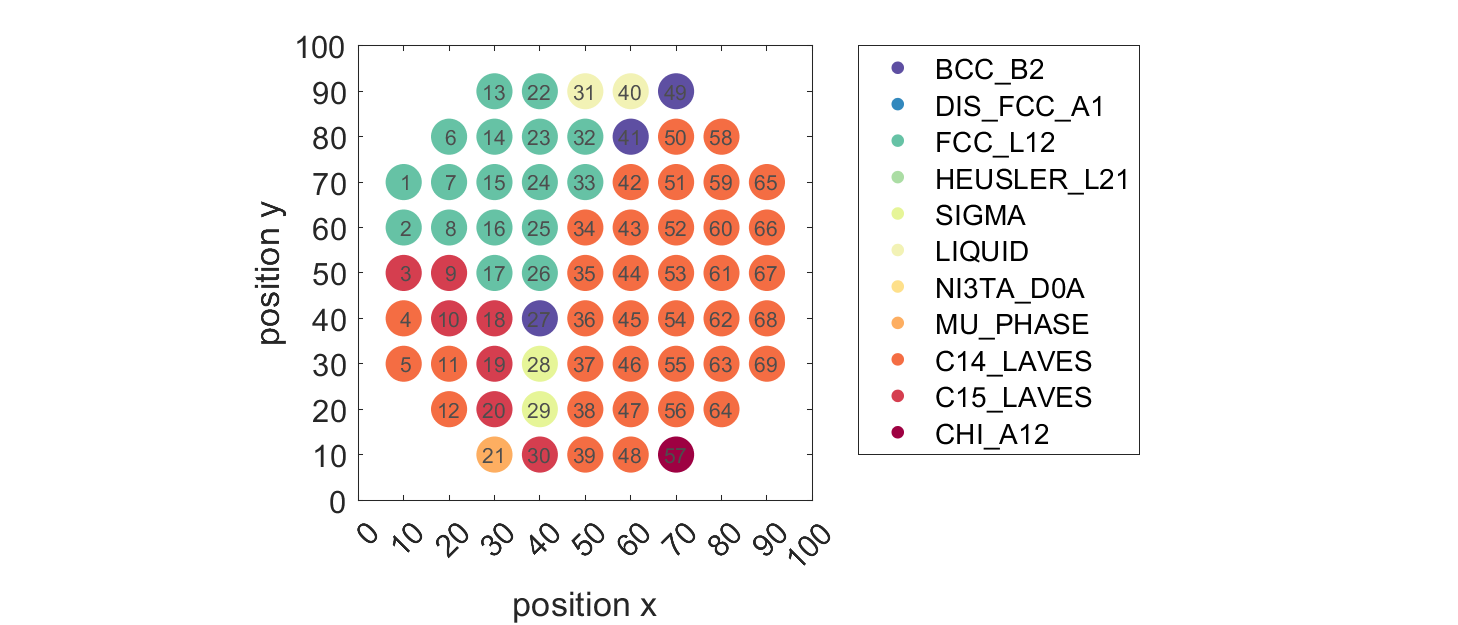 100
90
80
70
60
50
40
30
20
10
0
position y
13 22 31 40 49
6 14 23 32 41 50 58
1 7 15 24 33 42 51 59 65
2 8 16 25 34 43 52 60 66
3 9 17 26 35 44 53 61 67
4 10 18 27 36 45 54 62 68
5 11 19 28 37 46 55 63 69
12 20 29 38 47 56 64
21 30 39 48 57
0 10 20 30 40 50 60 70 80 90 100
position x
BCC_B2
DIS_FCC_A1
FCC_L12
HEUSLER_L21
SIGMA
LIQUID
NI3TA_D0A
MU_PHASE
C14_LAVES
C15_LAVES
CHI_A12